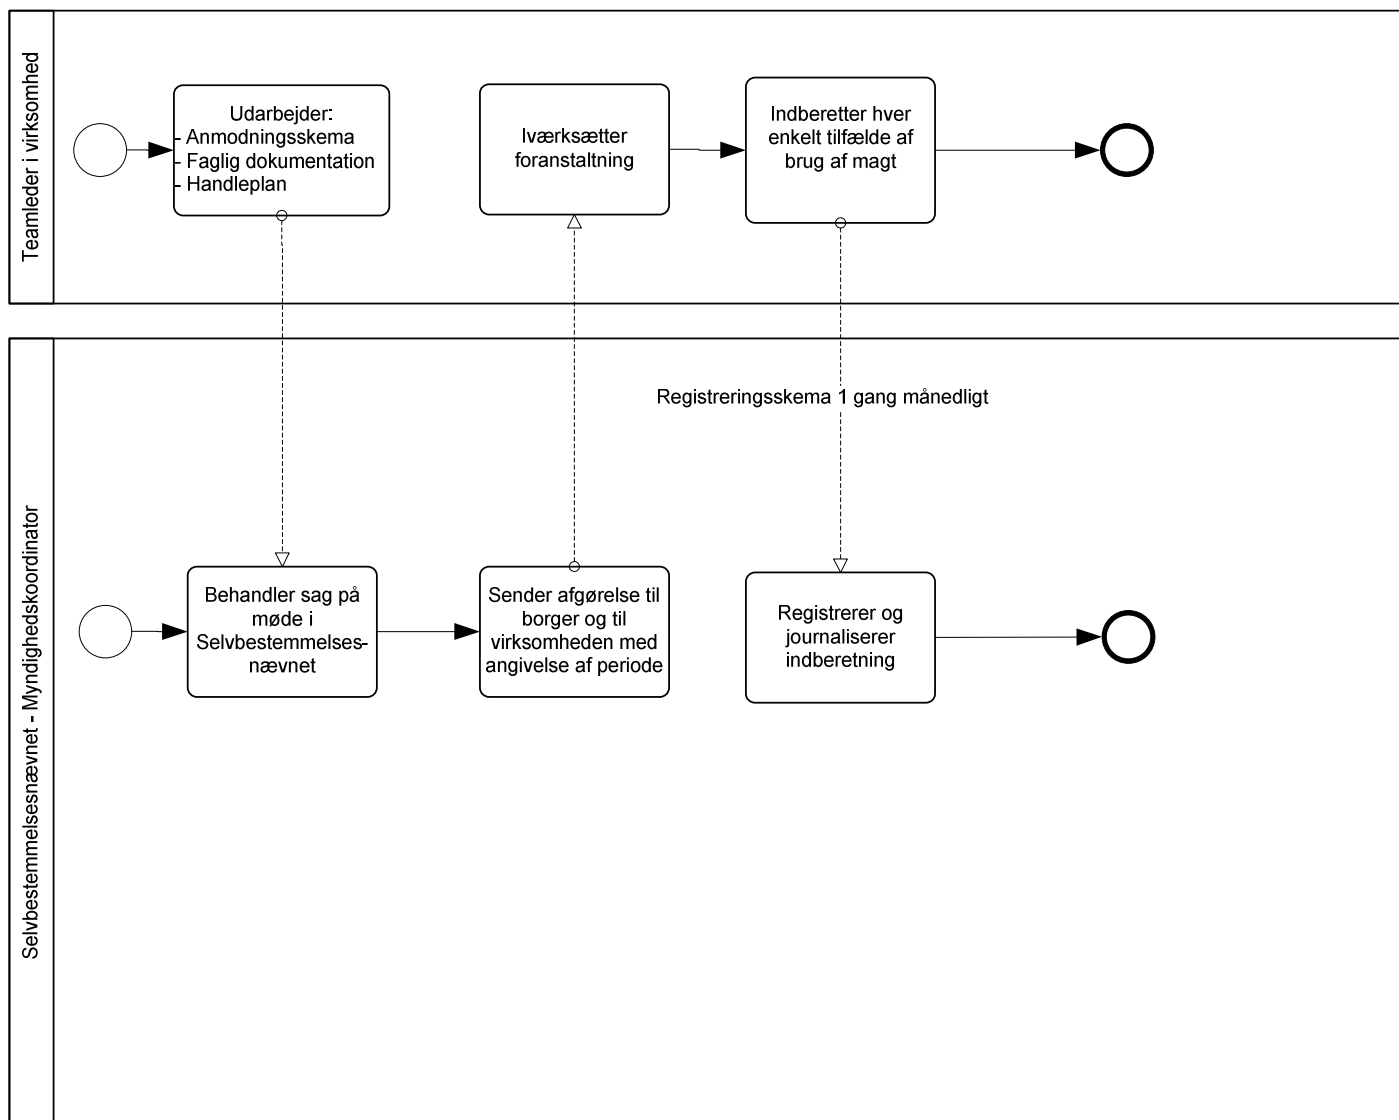 Teamleder i virksomhed
Udarbejder:
- Anmodningsskema
- Faglig dokumentation
- Handleplan
Iværksætter
foranstaltning
Indberetter hver
enkelt tilfælde af
brug af magt
Registreringsskema 1 gang månedligt
Selvbestemmelsesnævnet - Myndighedskoordinator
Behandler sag på
møde i
Selvbestemmelses-
nævnet
Sender afgørelse til
borger og til
virksomheden med
angivelse af periode
Registrerer og
journaliserer
indberetning